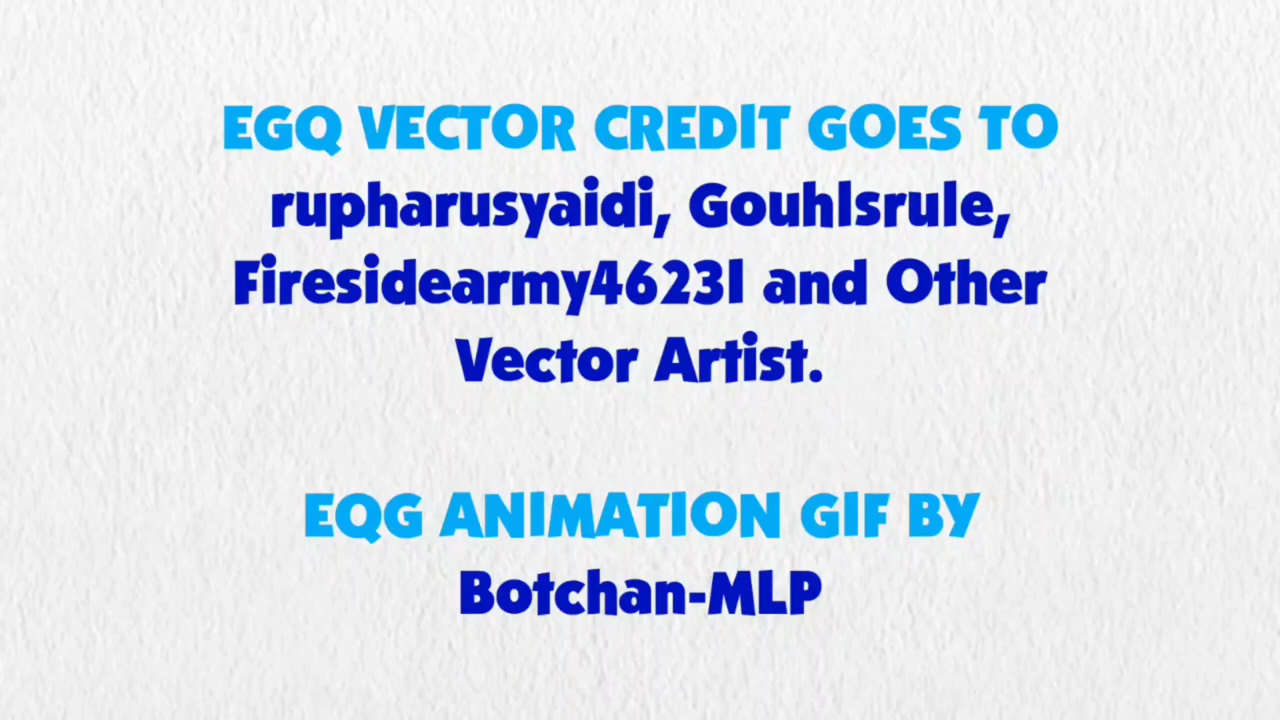 EGQ VECTOR CREDIT GOES TO
rupharusyaidi, Gouhlsrule,
Firesidearmy46231 and Other
Vector Artist.
EQG ANIMATION GIF BY
Botchan-MLP